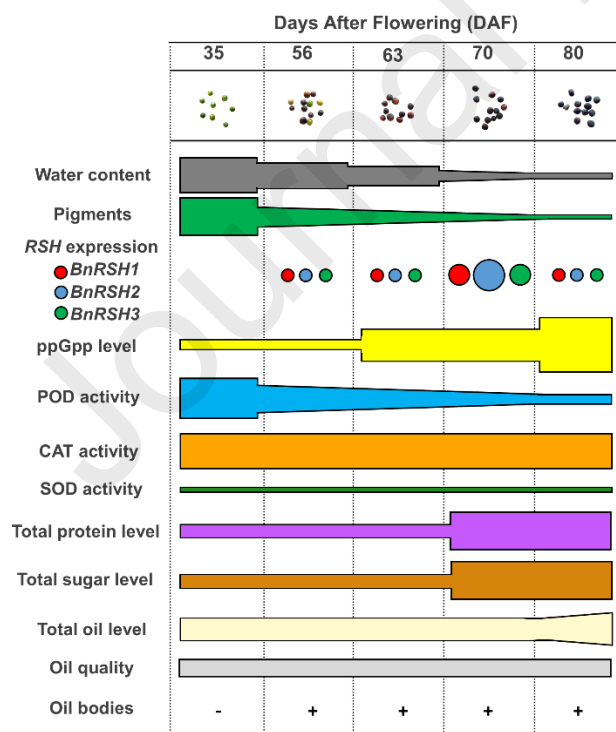 Days After Flowering (DAF)
35 56 63 70 80
Water content
Pigments
RSH expression
BnRSH1
BnRSH2
BnRSH3
ppGpp level
POD activity
CAT activity
SOD activity
Total protein level
Total sugar level
Total oil level
Oil quality
Oil bodies - + + + +
Journal P